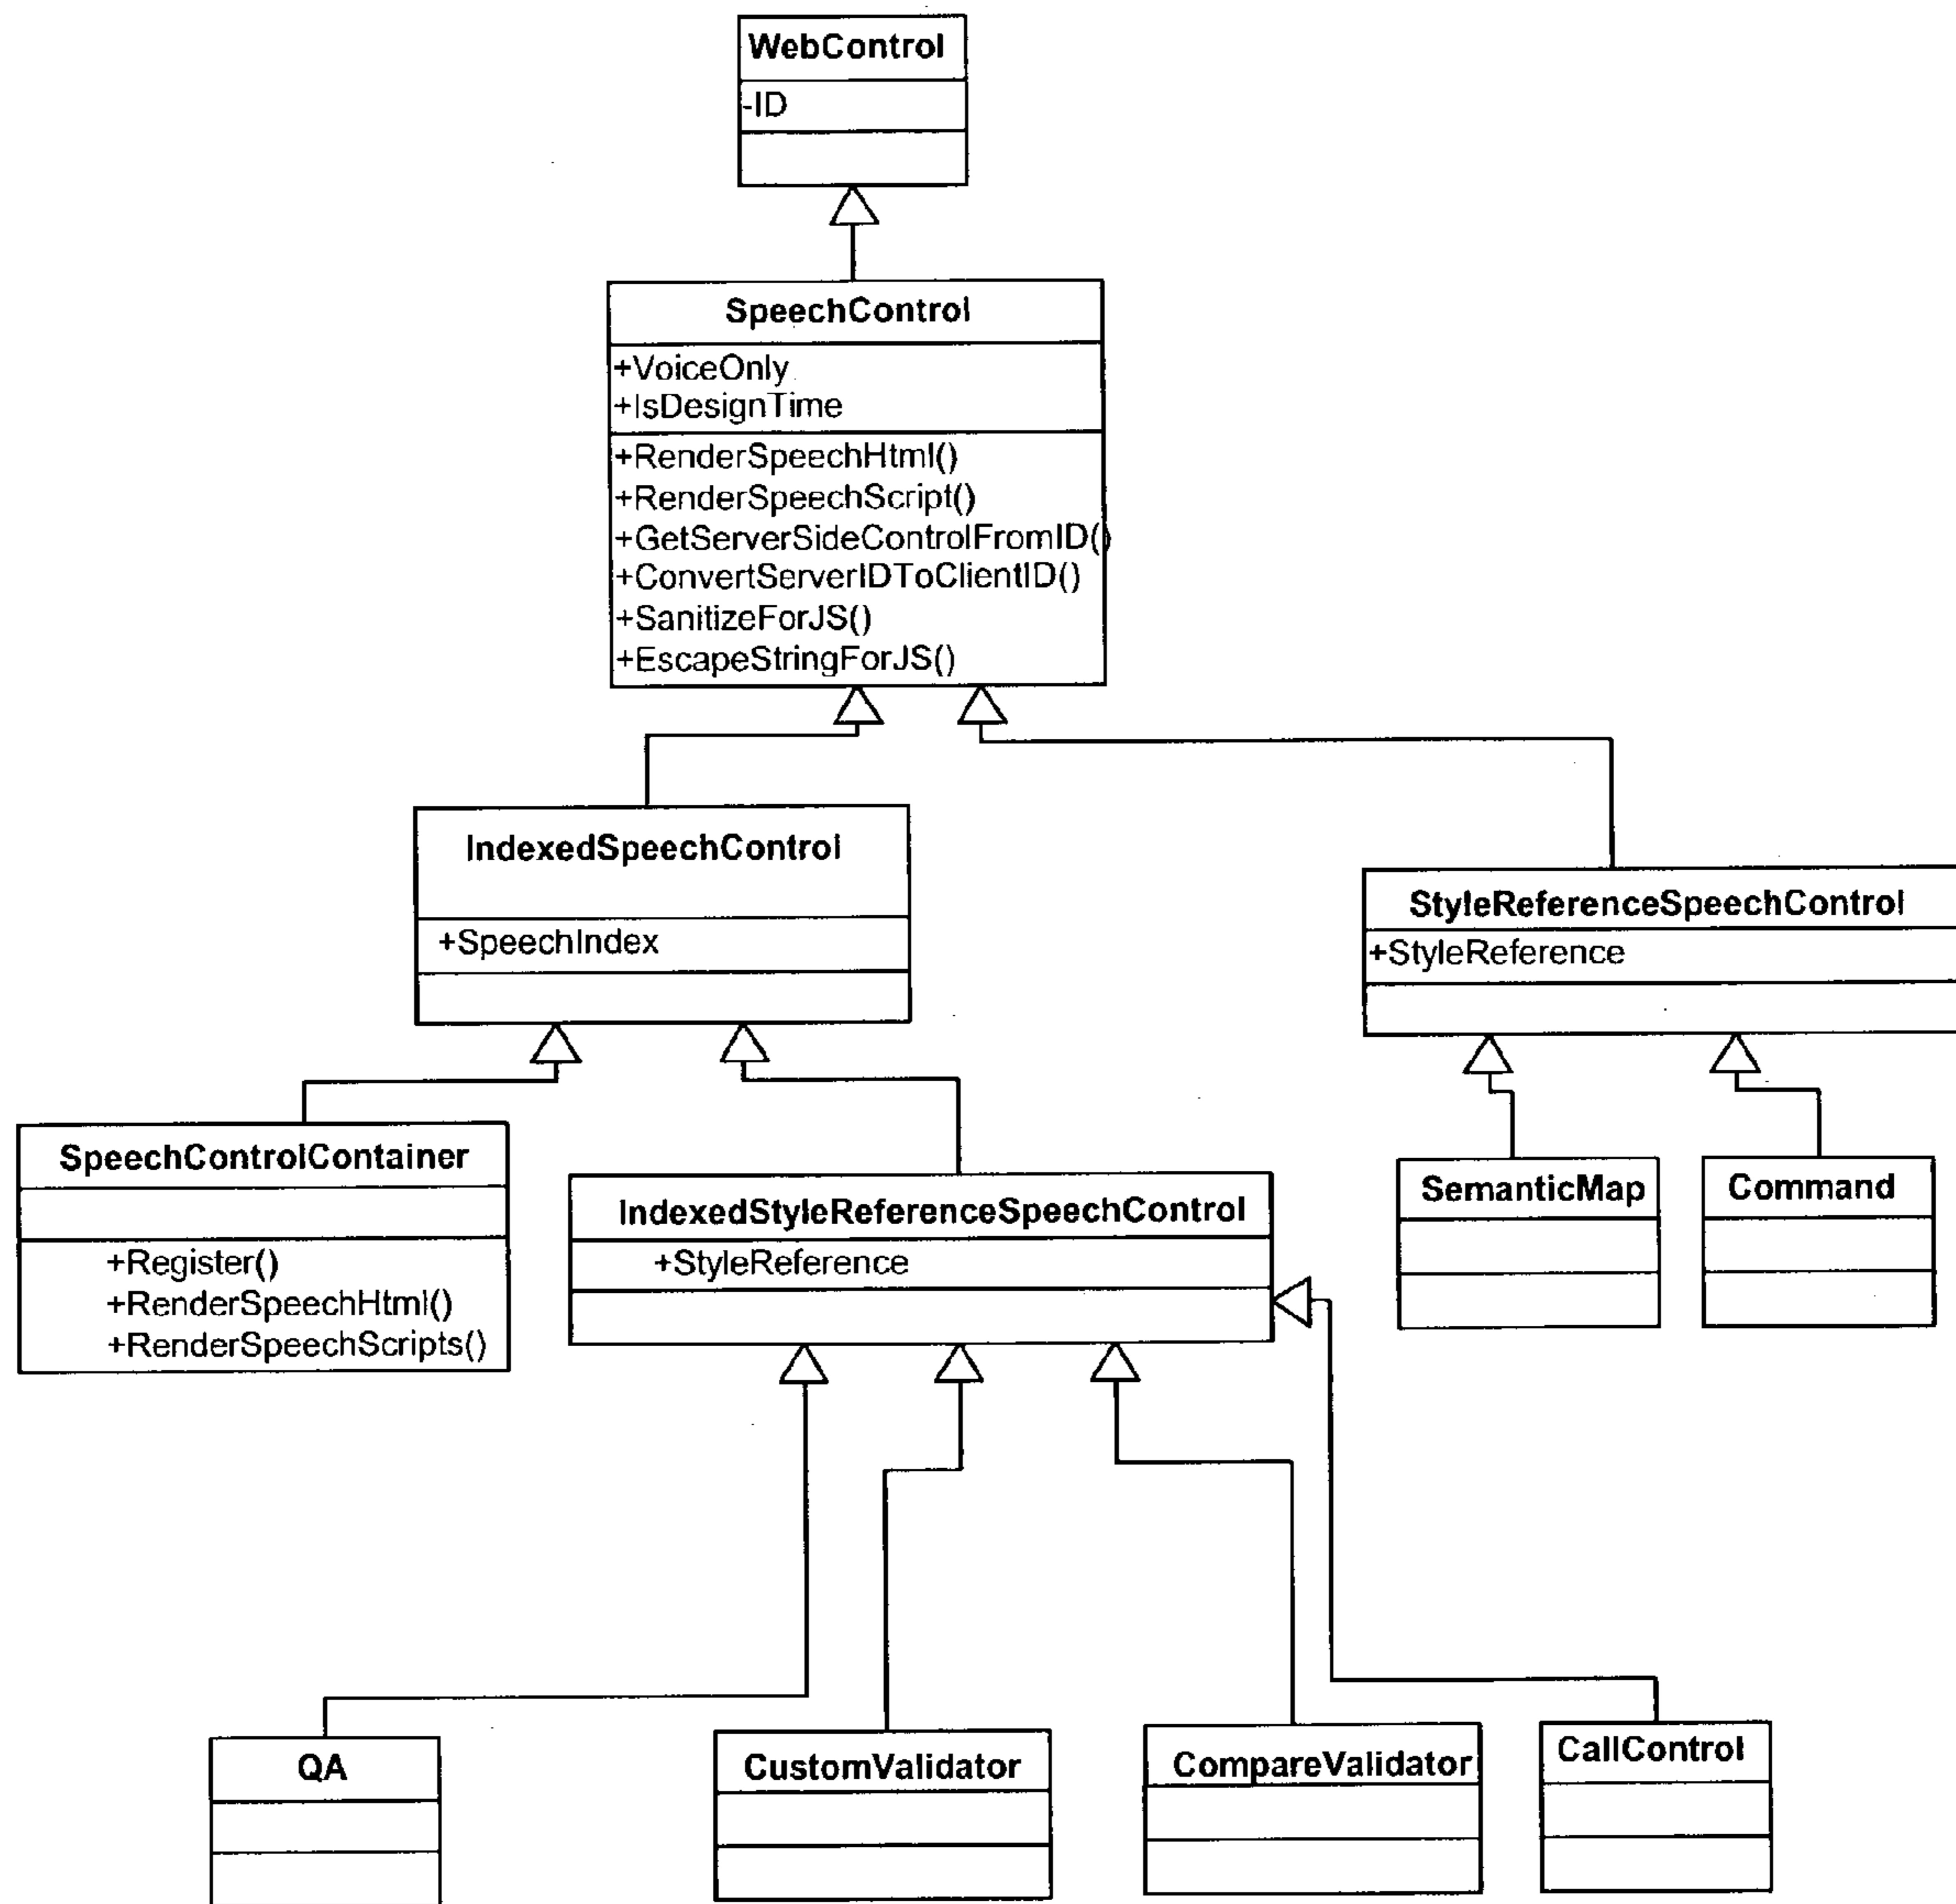 WebControl
-ID
SpeechControl
+VoiceOnly
+IsDesignTime
+RenderSpeechHtml()
+RenderSpeechScript()
+GetServerSideControlFromID()
+ConvertServerIDToClientID()
+SanitizeForJS()
+EscapeStringForJS()
IndexedSpeechControl
+SpeechIndex
StyleReferenceSpeechControl
+StyleReference
SpeechControlContainer
+Register()
+RenderSpeechHtml()
+RenderSpeechScripts()
IndexedStyleReferenceSpeechControl
+StyleReference
SemanticMap
Command
QA
CustomValidator
CompareValidator
CallControl